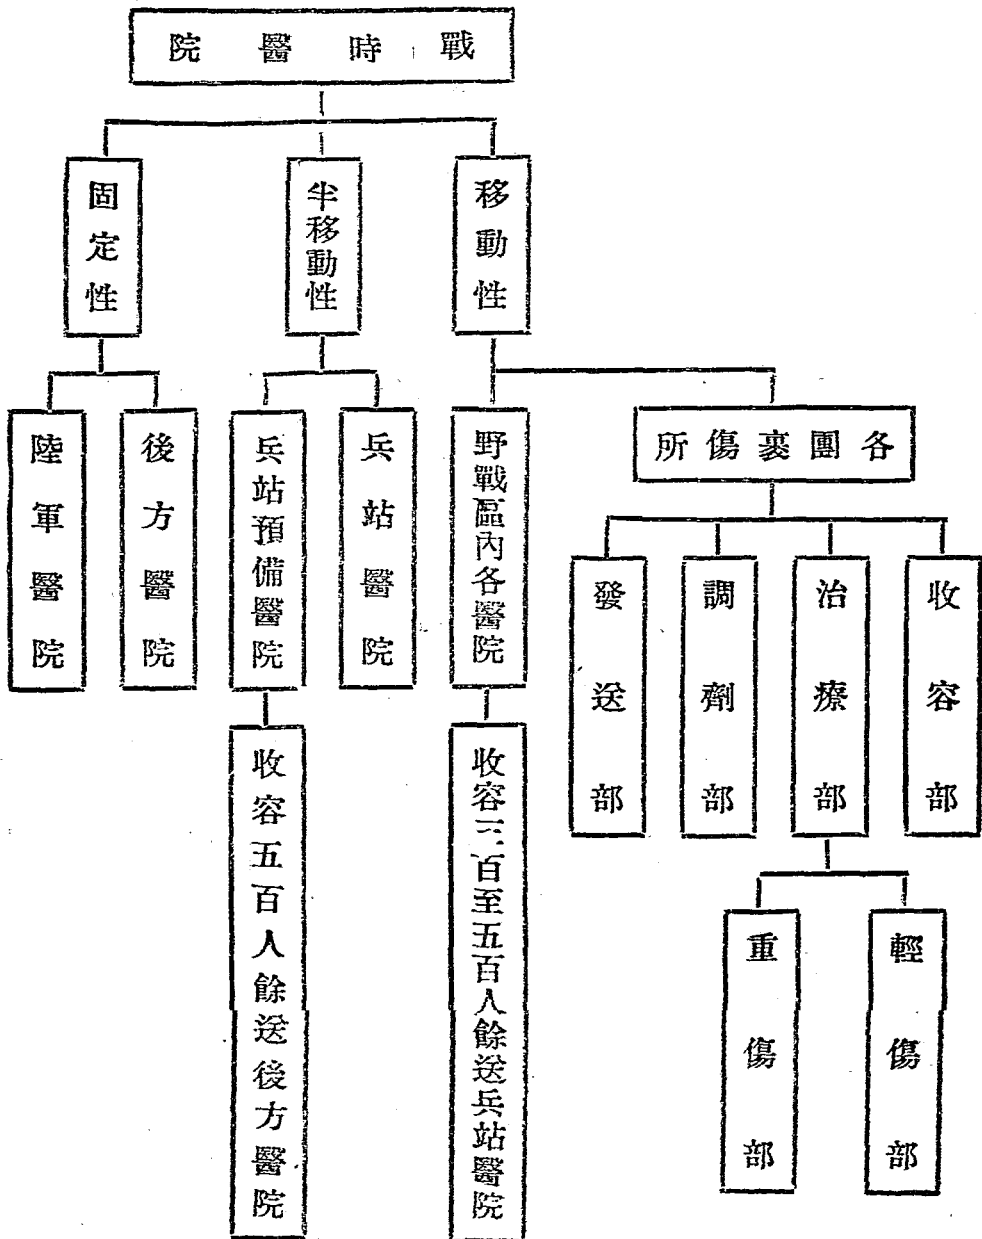 戰時醫院
移動性
半移動性
固定性
各團裹傷所
野戰區內各醫院
兵站醫院
兵站預備醫院
後方醫院
陸軍醫院
收容部
治療部
調劑部
發送部
收容三百至五百人餘送兵站醫院
收容五百人餘送後方醫院
輕傷部
重傷部